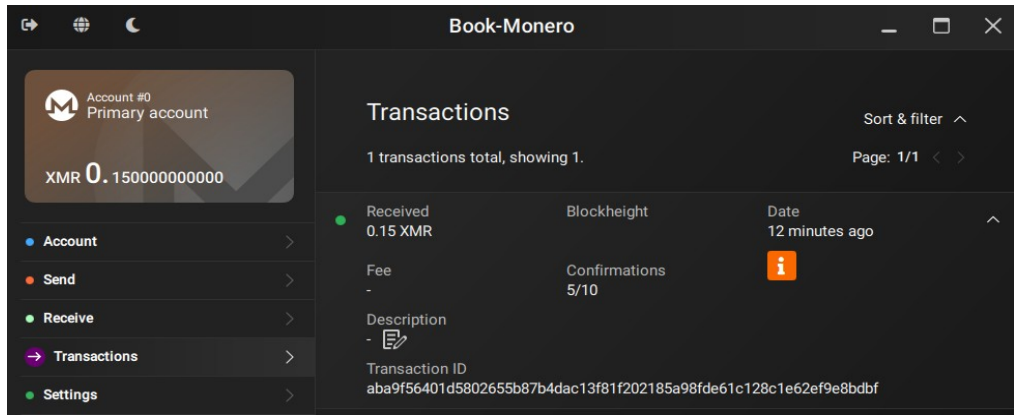 Book-Monero
Account #0
Primary account
XMR 0. 150000000000
Account
Send
Receive
Transactions
Settings
Transactions
Sort & filter
1 transactions total, showing 1.
Page: 1/1
Received
Blockheight
Date
0.15 XMR
12 minutes ago
Fee
Confirmations
-
5/10
Description
-
Transaction ID
aba9f56401d5802655b87b4dac13f81f202185a98fde61c128c1e62ef9e8bdbf